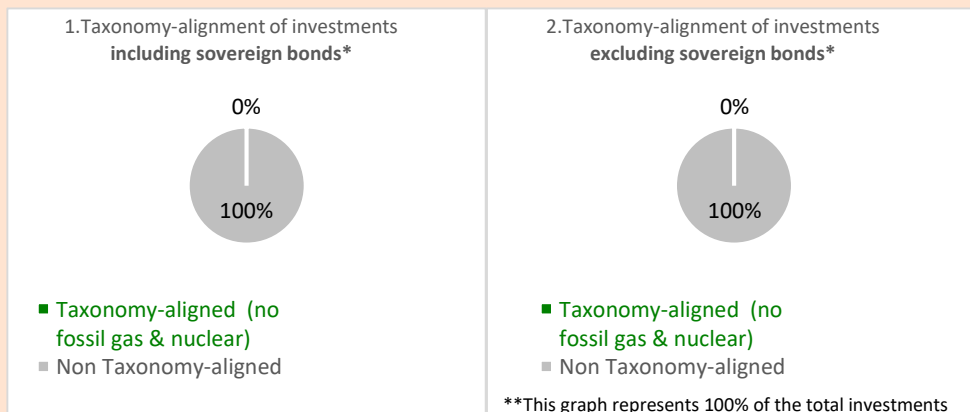 1.Taxonomy-alignment of investments
including sovereign bonds*
0%
100%
■ Taxonomy-aligned (no
fossil gas & nuclear)
■ Non Taxonomy-aligned
2.Taxonomy-alignment of investments
excluding sovereign bonds*
0%
100%
■ Taxonomy-aligned (no
fossil gas & nuclear)
■ Non Taxonomy-aligned
**This graph represents 100% of the total investments